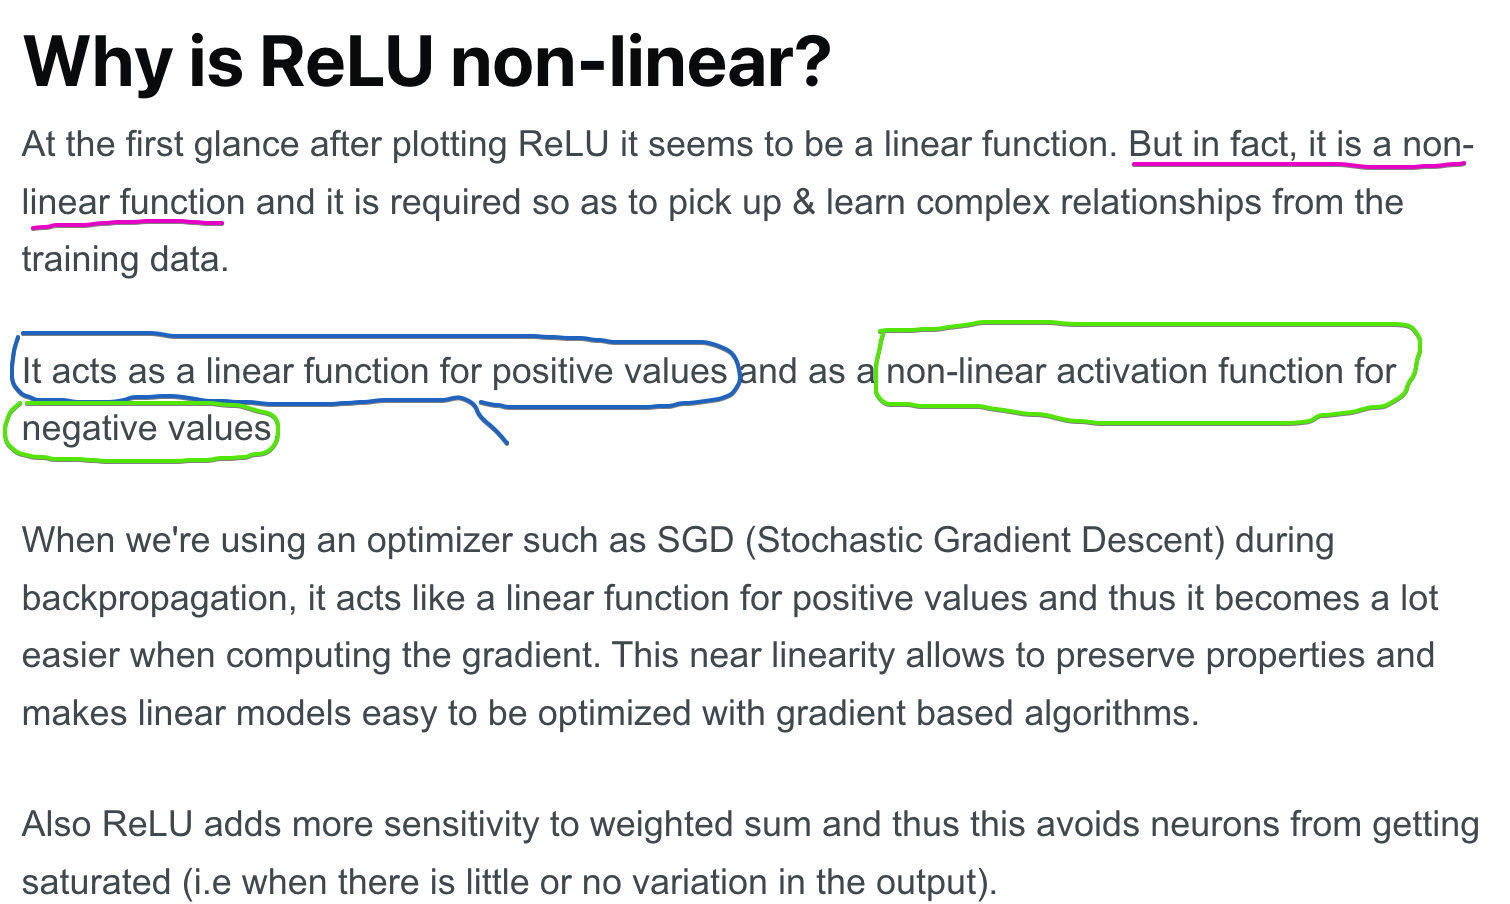 Why is ReLU non-linear?
At the first glance after plotting ReLU it seems to be a linear function. But in fact, it is a non-
linear function and it is required so as to pick up & learn complex relationships from the
training data.
It acts as a linear function for positive values and as a non-linear activation function for
negative values
When we're using an optimizer such as SGD (Stochastic Gradient Descent) during
backpropagation, it acts like a linear function for positive values and thus it becomes a lot
easier when computing the gradient. This near linearity allows to preserve properties and
makes linear models easy to be optimized with gradient based algorithms.
Also ReLU adds more sensitivity to weighted sum and thus this avoids neurons from getting
saturated (i.e when there is little or no variation in the output).